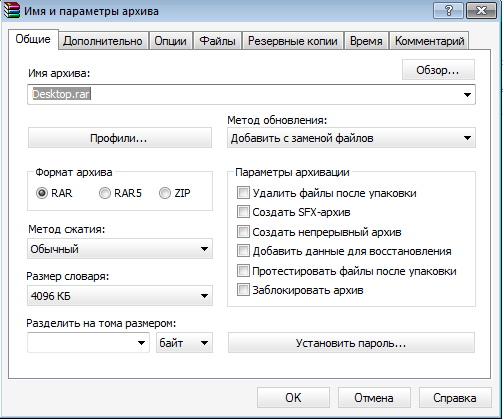 Имя и параметры архива
Общие Дополнительно Опции Файлы Резервные копии Время Комментарий
Имя архива:
Обзор...
Desktop.rar
Профили...
Метод обновления:
Добавить с заменой файлов
Формат архива
RAR RAR5 ZIP
Метод сжатия:
Обычный
Размер словаря:
4096 КБ
Разделить на тома размером:
байт
Параметры архивации
Удалить файлы после упаковки
Создать SFX-архив
Создать непрерывный архив
Добавить данные для восстановления
Протестировать файлы после упаковки
Заблокировать архив
Установить пароль...
OK Отмена Справка